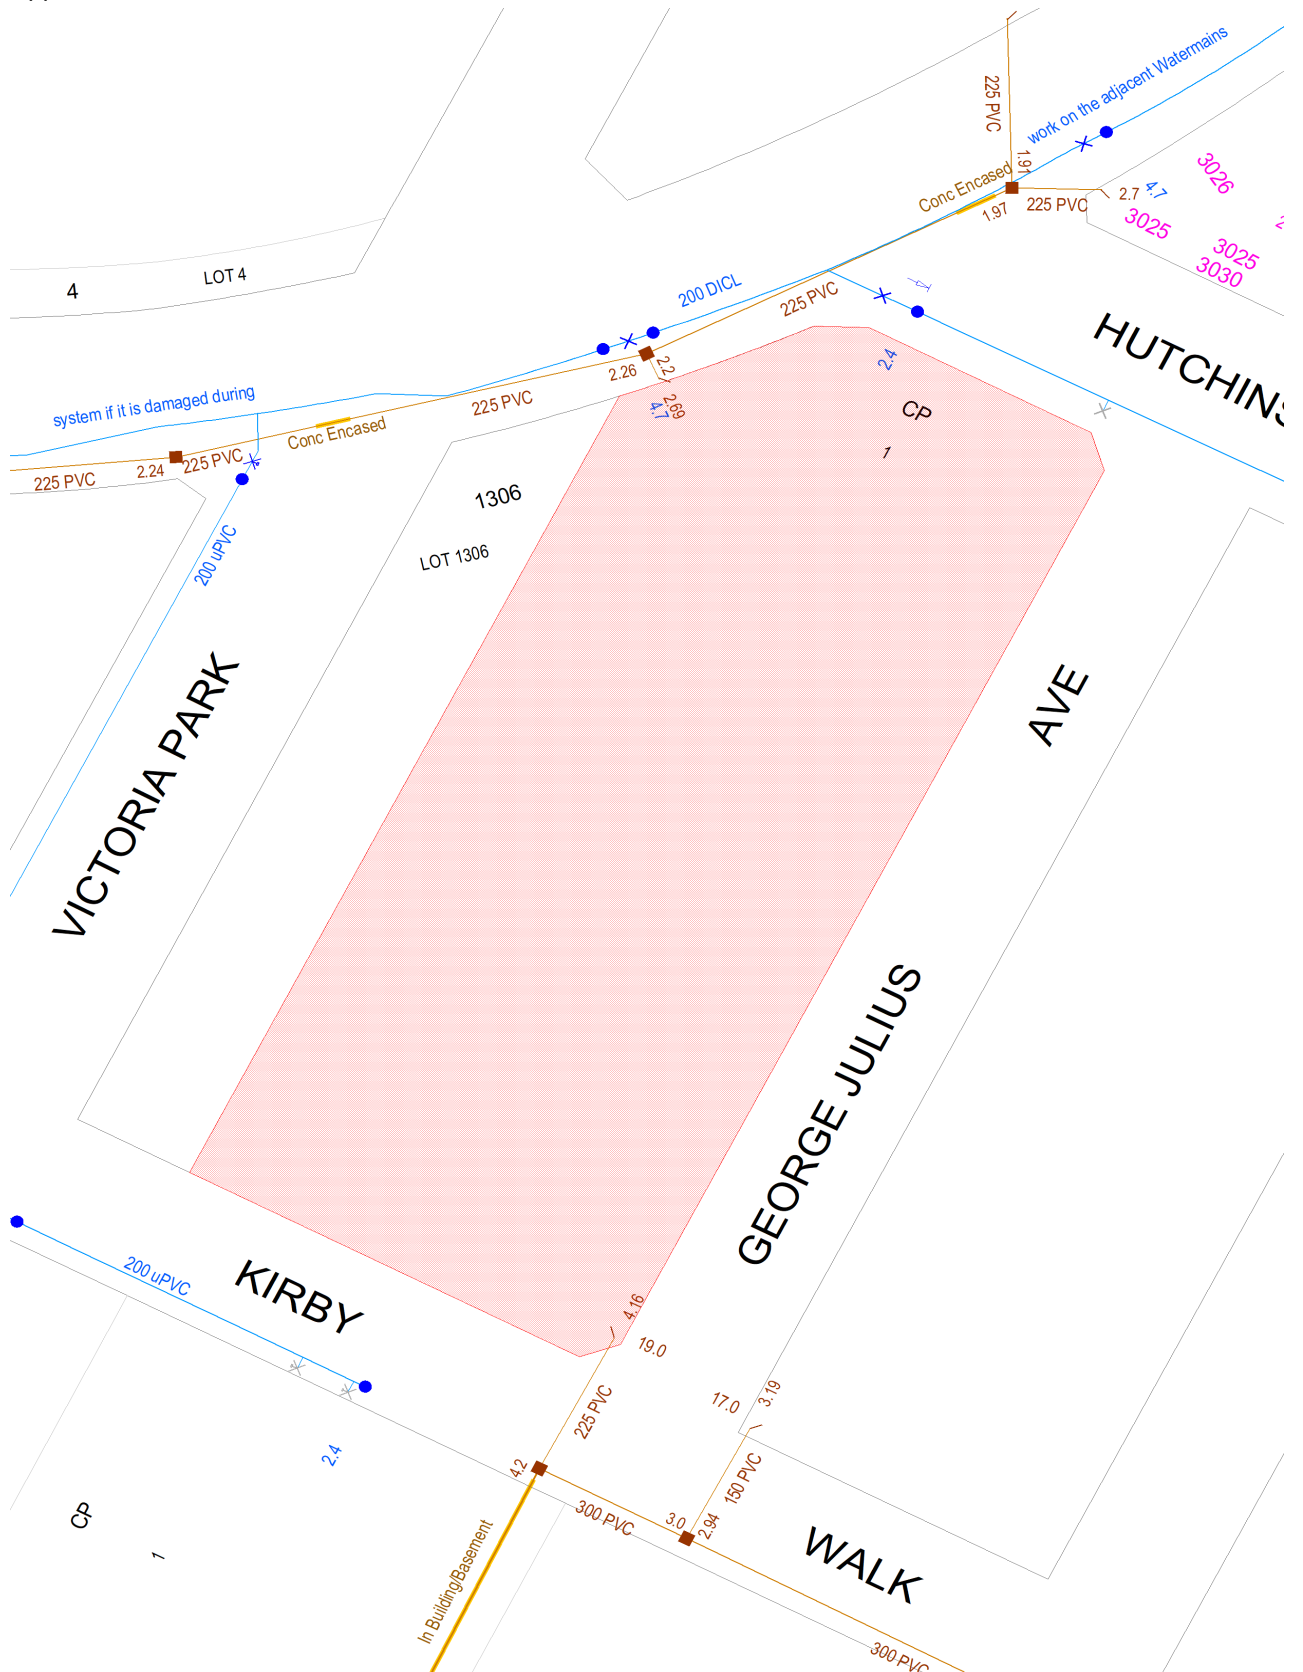 225 PVC
work on the adjacent Watermains
1.91
Conc Encased
1.97
225 PVC
2.7
4.7
3026
3025
3025
3030
LOT 4
4
200 DICL
225 PVC
HUTCHINS
2.4
2.26
2.2
2.69
4.7
CP
1
system if it is damaged during
225 PVC
Conc Encased
225 PVC
2.24
225 PVC
1306
LOT 1306
200 uPVC
VICTORIA PARK
AVE
GEORGE JULIUS
200 uPVC
KIRBY
4.16
19.0
17.0
3.19
225 PVC
2.4
4.2
150 PVC
300 PVC
3.0
2.94
CP
1
In Building/Basement
WALK
300 PVC